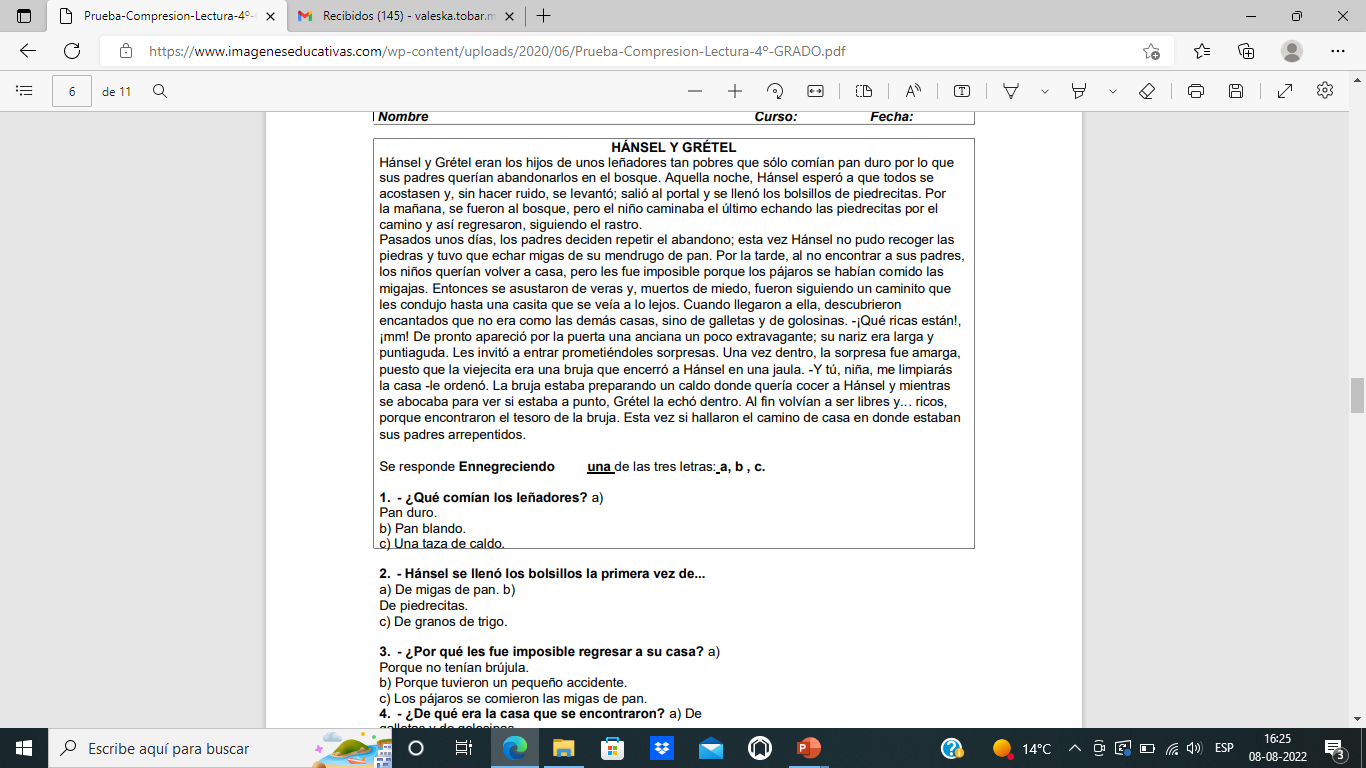 Prueba-Compresion-Lectura-4º-
Recibidos (145) - valeska.tobar.m
https://www.imageneseducativas.com/wp-content/uploads/2020/06/Prueba-Compresion-Lectura-4º-GRADO.pdf
6 de 11
Nombre Curso: Fecha:
HÁNSEL Y GRÉTEL
Hánsel y Grétel eran los hijos de unos leñadores tan pobres que sólo comían pan duro por lo que
sus padres querían abandonarlos en el bosque. Aquella noche, Hánsel esperó a que todos se
acostasen y, sin hacer ruido, se levantó; salió al portal y se llenó los bolsillos de piedrecitas. Por
la mañana, se fueron al bosque, pero el niño caminaba el último echando las piedrecitas por el
camino y así regresaron, siguiendo el rastro.
Pasados unos días, los padres deciden repetir el abandono; esta vez Hánsel no pudo recoger las
piedras y tuvo que echar migas de su mendrugo de pan. Por la tarde, al no encontrar a sus padres,
los niños querían volver a casa, pero les fue imposible porque los pájaros se habían comido las
migajas. Entonces se asustaron de veras y, muertos de miedo, fueron siguiendo un caminito que
les condujo hasta una casita que se veía a lo lejos. Cuando llegaron a ella, descubrieron
encantados que no era como las demás casas, sino de galletas y de golosinas. -¡Qué ricas están!,
¡mm! De pronto apareció por la puerta una anciana un poco extravagante; su nariz era larga y
puntiaguda. Les invitó a entrar prometiéndoles sorpresas. Una vez dentro, la sorpresa fue amarga,
puesto que la viejecita era una bruja que encerró a Hánsel en una jaula. -Y tú, niña, me limpiarás
la casa -le ordenó. La bruja estaba preparando un caldo donde quería cocer a Hánsel y mientras
se abocaba para ver si estaba a punto, Grétel la echó dentro. Al fin volvían a ser libres y... ricos,
porque encontraron el tesoro de la bruja. Esta vez si hallaron el camino de casa en donde estaban
sus padres arrepentidos.
Se responde Ennegreciendo una de las tres letras: a, b , c.
1. - ¿Qué comían los leñadores? a)
Pan duro.
b) Pan blando.
c) Una taza de caldo.
2. - Hánsel se llenó los bolsillos la primera vez de...
a) De migas de pan. b)
De piedrecitas.
c) De granos de trigo.
3. - ¿Por qué les fue imposible regresar a su casa? a)
Porque no tenían brújula.
b) Porque tuvieron un pequeño accidente.
c) Los pájaros se comieron las migas de pan.
4. - ¿De qué era la casa que se encontraron? a) De
galletas y de golosinas.
Escribe aquí para buscar
14°C ESP 16:25
08-08-2022
3